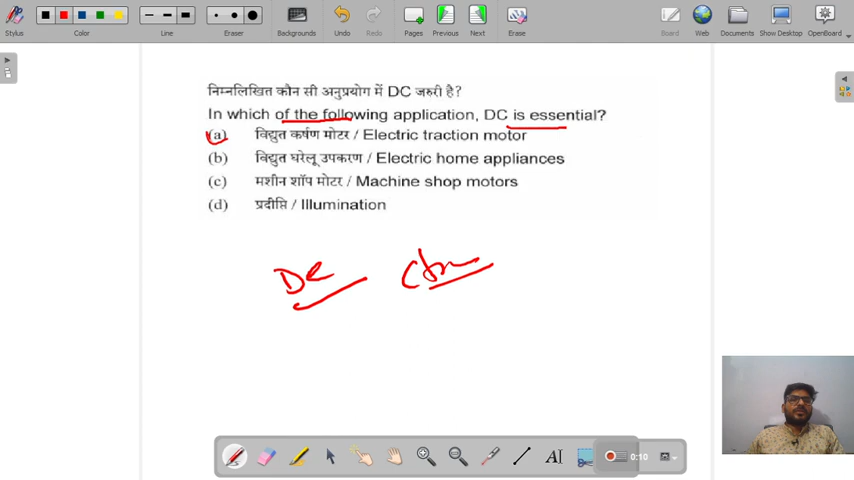 Stylus Color Line Eraser Backgrounds Undo Redo Pages Previous Next Erase Board Web Documents Show Desktop OpenBoard
निम्नलिखित कौन सी अनुप्रयोग में DC जरुरी है?
In which of the following application, DC is essential?
(a) विद्युत कर्षण मोटर / Electric traction motor
(b) विद्युत घरेलू उपकरण / Electric home appliances
(c) मशीन शॉप मोटर / Machine shop motors
(d) प्रदीप्ति / Illumination
DC
0:10